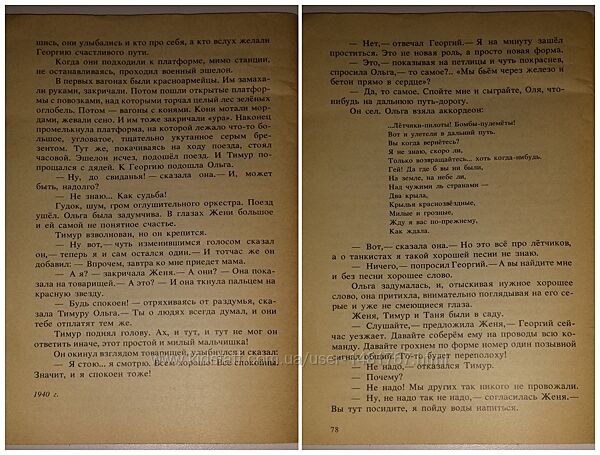 шись, они улыбались и кто про себя, а кто вслух желали
Георгию счастливого пути.
Когда они подходили к платформе, мимо станции,
не останавливаясь, проходил военный эшелон.
В первых вагонах были красноармейцы. Им замаха-
ли руками, закричали. Потом пошли открытые платфор-
мы с повозками, над которыми торчал целый лес зелёных
оглобель. Потом — вагоны с конями. Кони мотали мор-
дами, жевали сено. И им тоже закричали «ура». Наконец
промелькнула платформа, на которой лежало что-то боль-
шое, угловатое, тщательно укутанное серым бре-
зентом. Тут же, покачиваясь на ходу поезда, стоял
часовой. Эшелон исчез, подошёл поезд. И Тимур по-
прощался с дядей. К Георгию подошла Ольга.
— Ну, до свиданья! — сказала она.— И, может
быть, надолго?
— Не знаю... Как судьба!
Гудок, шум, гром оглушительного оркестра. Поезд
ушёл. Ольга была задумчива. В глазах Жени большое
и ей самой не понятное счастье.
Тимур взволнован, но он крепится.
— Ну вот,— чуть изменившимся голосом сказал
он,— теперь я и сам остался один.— И тотчас же он
добавил: — Впрочем, завтра ко мне приедет мама.
— А я? — закричала Женя.— А они? — Она пока-
зала на товарищей.— А это? — И она ткнула пальцем на
красную звезду.
— Будь спокоен! — отряхиваясь от раздумья, ска-
зала Тимуру Ольга.— Ты о людях всегда думал, и они
тебе отплатят тем же.
Тимур поднял голову. Ах, и тут, и тут не мог он
ответить иначе, этот простой и милый мальчишка!
Он окинул взглядом товарищей, улыбнулся и сказал:
— Я стою... я смотрю. Всем хорошо! Все спокойны.
Значит, и я спокоен тоже!
1940 г.
— Нет,— отвечал Георгий.— Я на минуту зашёл
проститься. Это не новая роль, а просто новая форма.
— Это,— показывая на петлицы и чуть покраснев,
спросила Ольга,— то самое?.. «Мы бьём через железо и
бетон прямо в сердце»?
— Да, то самое. Спойте мне и сыграйте, Оля, что-
нибудь на дальнюю путь-дорогу.
Он сел. Ольга взяла аккордеон:
...Лётчики-пилоты! Бомбы-пулемёты!
Вот и улетели в дальний путь.
Вы когда вернётесь?
Я не знаю, скоро ли,
Только возвращайтесь... хоть когда-нибудь.
Гей! Да где б вы ни были,
На земле, на небе ли,
Над чужими ль странами —
Два крыла,
Крылья краснозвёздные,
Милые и грозные,
Жду я вас по-прежнему,
Как ждала.
— Вот,— сказала она.— Но это всё про лётчиков,
а о танкистах я такой хорошей песни не знаю.
— Ничего,— попросил Георгий.— А вы найдите мне
и без песни хорошее слово.
Ольга задумалась, и, отыскивая нужное хорошее
слово, она притихла, внимательно поглядывая на его се-
рые и уже не смеющиеся глаза.
Женя, Тимур и Таня были в саду.
— Слушайте,— предложила Женя,— Георгий сей-
час уезжает. Давайте соберём ему на проводы всю ко-
манду. Давайте грохнем по форме номер один позывной
сигнал общий. То-то будет переполоху!
— Не надо,— отказался Тимур.
— Почему?
— Не надо! Мы других так никого не провожали.
— Ну, не надо так не надо,— согласилась Женя.—
Вы тут посидите, я пойду воды напиться.
78